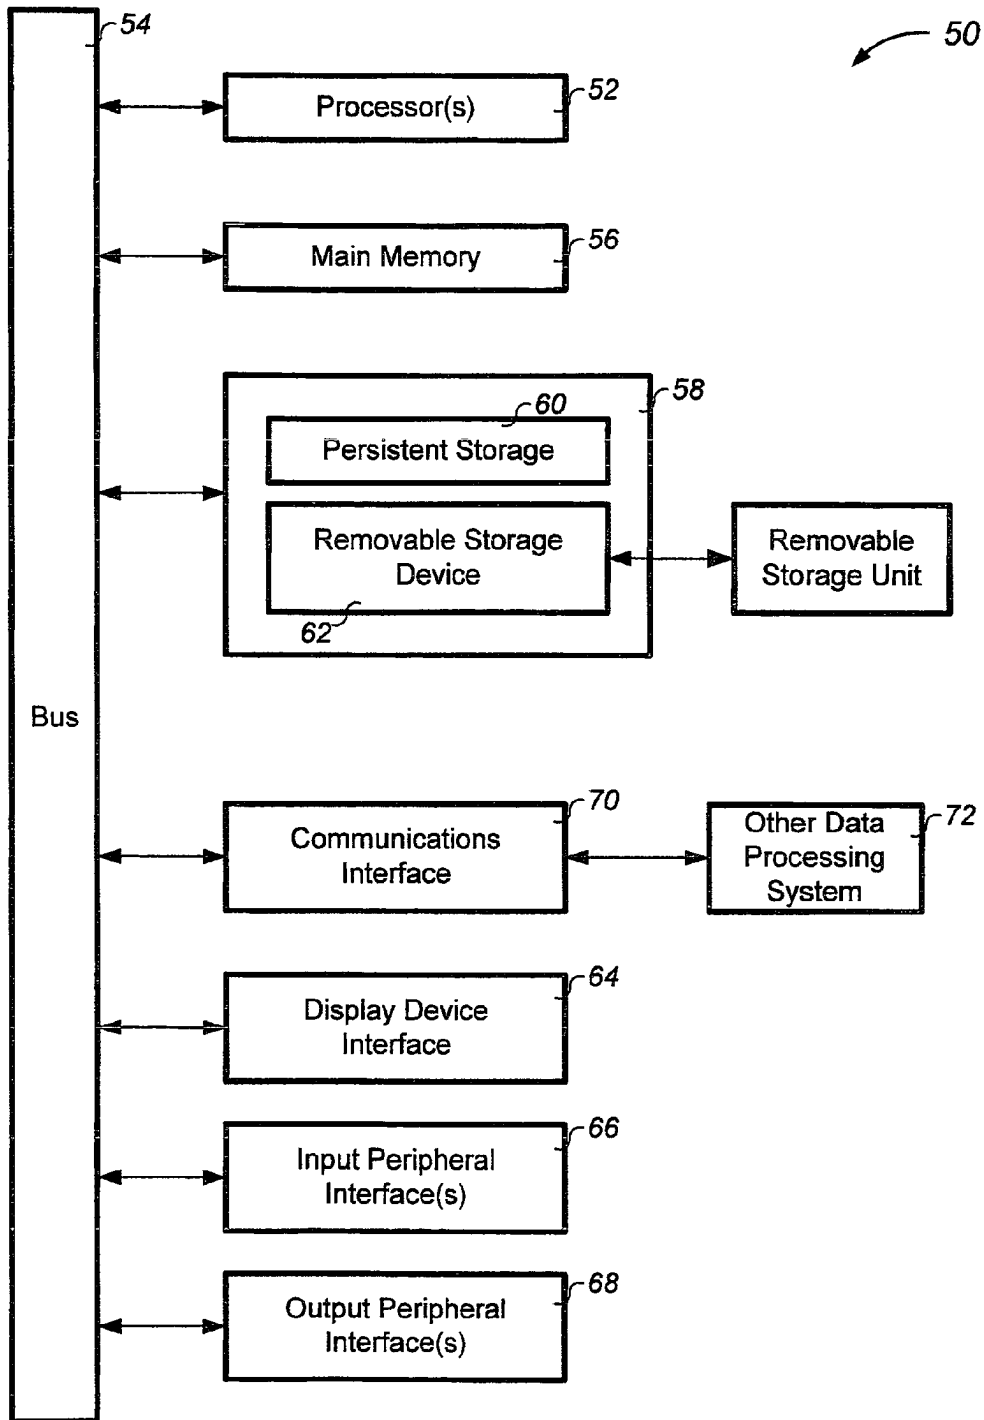 54
50
52
Processor(s)
56
Main Memory
58
60
Persistent Storage
Removable Storage
Device
62
Removable
Storage Unit
Bus
70
Communications
Interface
72
Other Data
Processing
System
64
Display Device
Interface
66
Input Peripheral
Interface(s)
68
Output Peripheral
Interface(s)